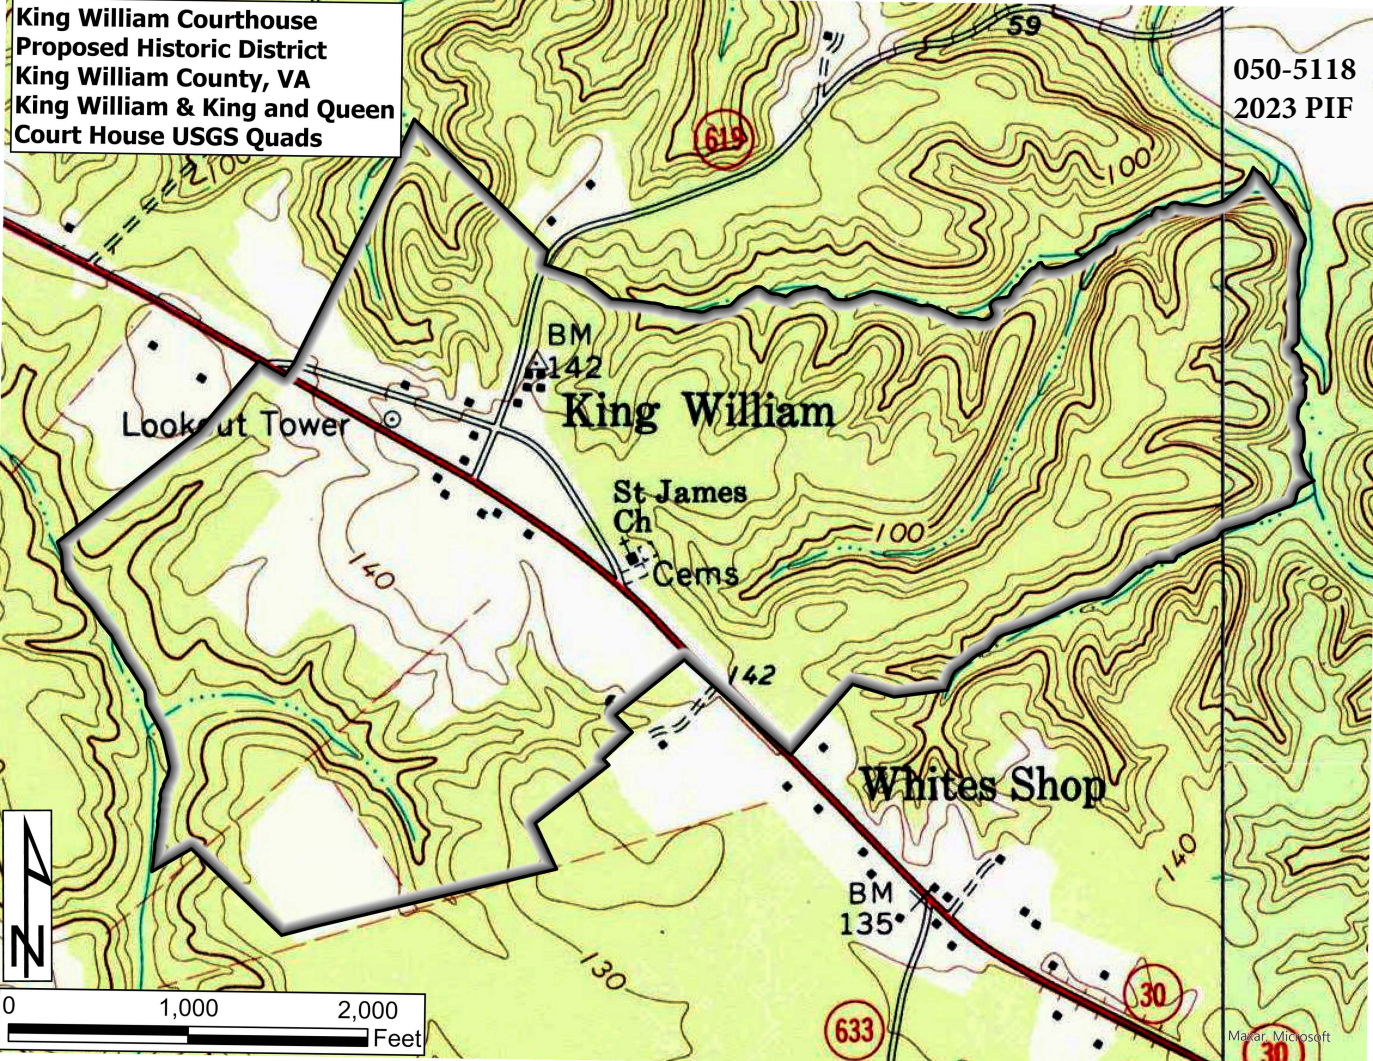 King William Courthouse
Proposed Historic District
King William County, VA
King William & King and Queen
Court House USGS Quads
59
050-5118
2023 PIF
619
100
100
BM
142
Lookout Tower
King William
St James
Ch
Cems
100
140
142
Whites Shop
140
BM
135
130
N
30
633
0 1,000 2,000
Feet
Maxar, Microsoft
30